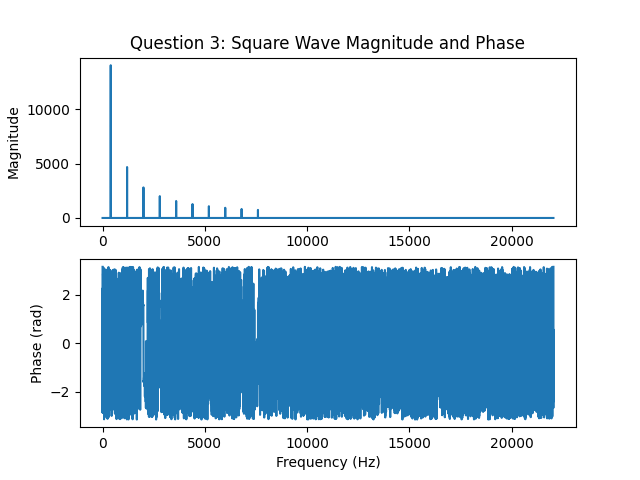 Question 3: Square Wave Magnitude and Phase
Magnitude
10000
5000
0
0 5000 10000 15000 20000
Phase (rad)
2
0
−2
0 5000 10000 15000 20000
Frequency (Hz)